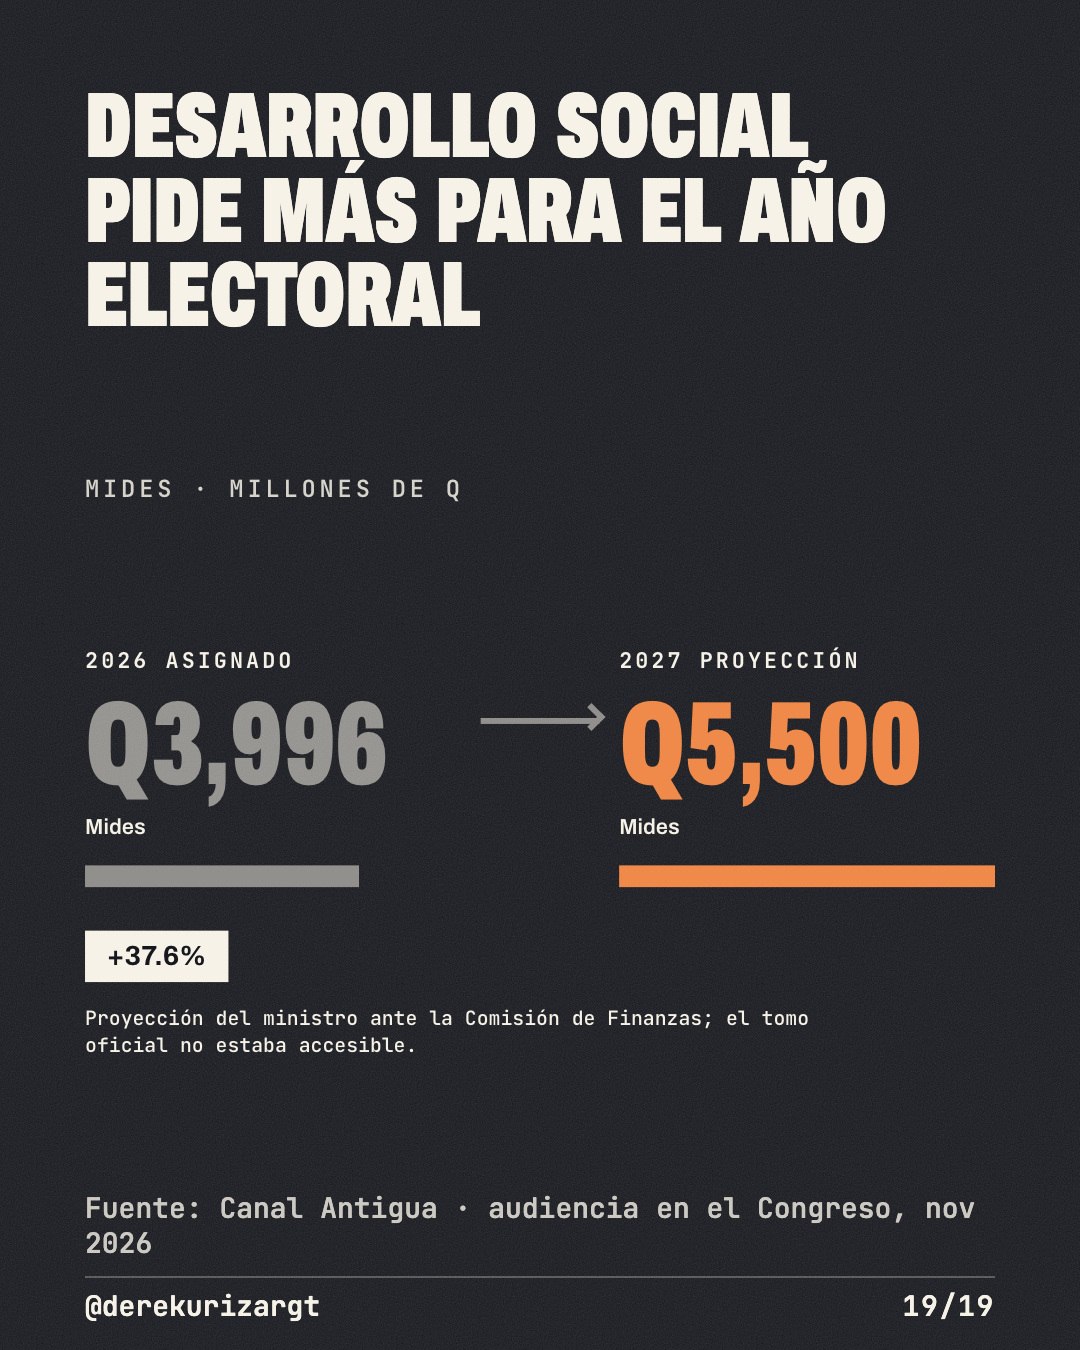 DESARROLLO SOCIAL
PIDE MÁS PARA EL AÑO
ELECTORAL
MIDES · MILLONES DE Q
2026 ASIGNADO
Q3,996
Mides
2027 PROYECCIÓN
Q5,500
Mides
+37.6%
Proyección del ministro ante la Comisión de Finanzas; el tomo
oficial no estaba accesible.
Fuente: Canal Antigua · audiencia en el Congreso, nov
2026
@derekurizargt
19/19